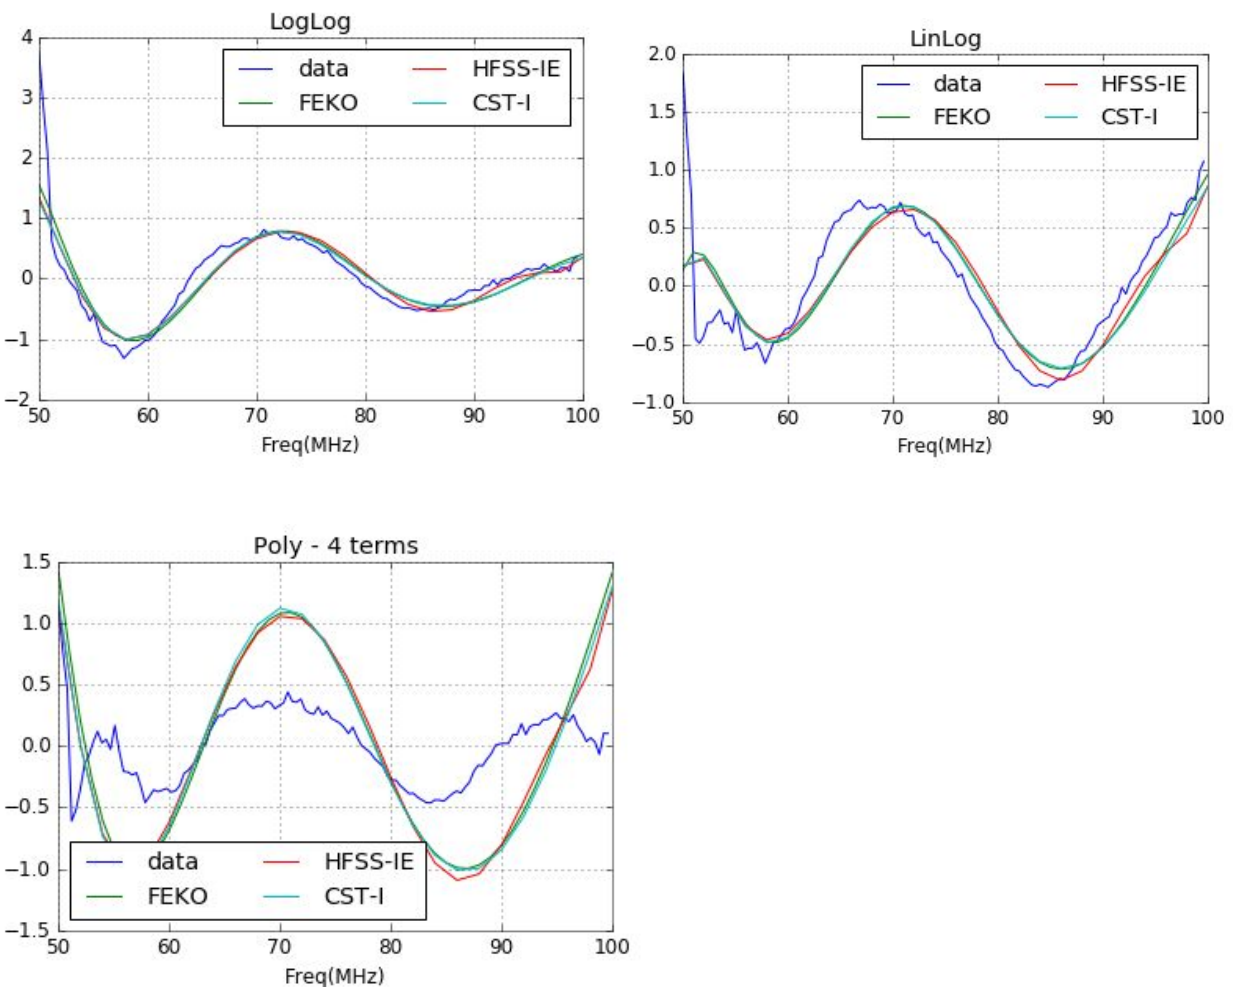 LogLog
4
3
2
1
0
−1
−2
data
HFSS-IE
FEKO
CST-I
50 60 70 80 90 100
Freq(MHz)
LinLog
2.0
1.5
1.0
0.5
0.0
−0.5
−1.0
data
HFSS-IE
FEKO
CST-I
50 60 70 80 90 100
Freq(MHz)
Poly - 4 terms
1.5
1.0
0.5
0.0
−0.5
−1.0
−1.5
data
HFSS-IE
FEKO
CST-I
50 60 70 80 90 100
Freq(MHz)